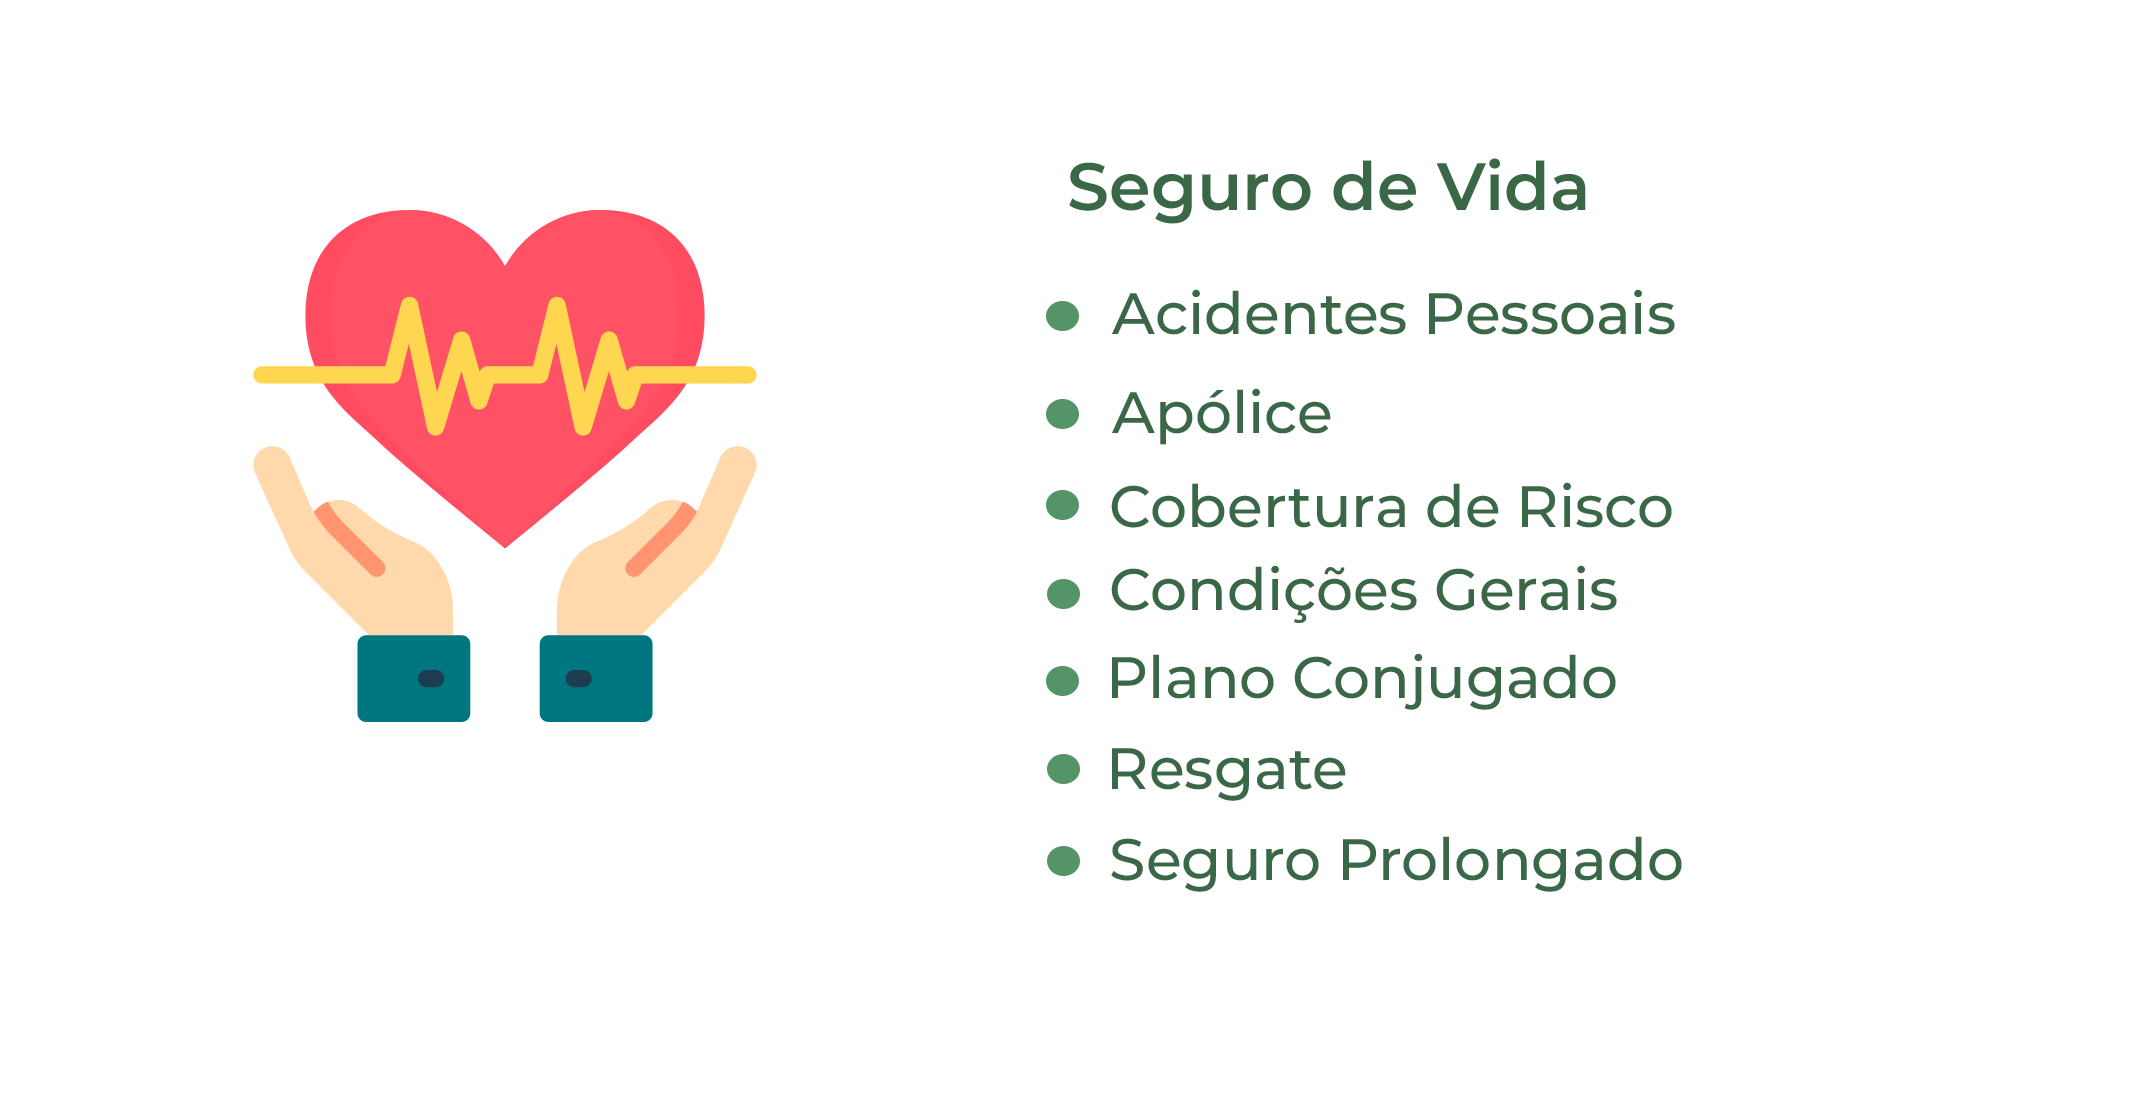 Seguro de Vida
Acidentes Pessoais
Apólice
Cobertura de Risco
Condições Gerais
Plano Conjugado
Resgate
Seguro Prolongado